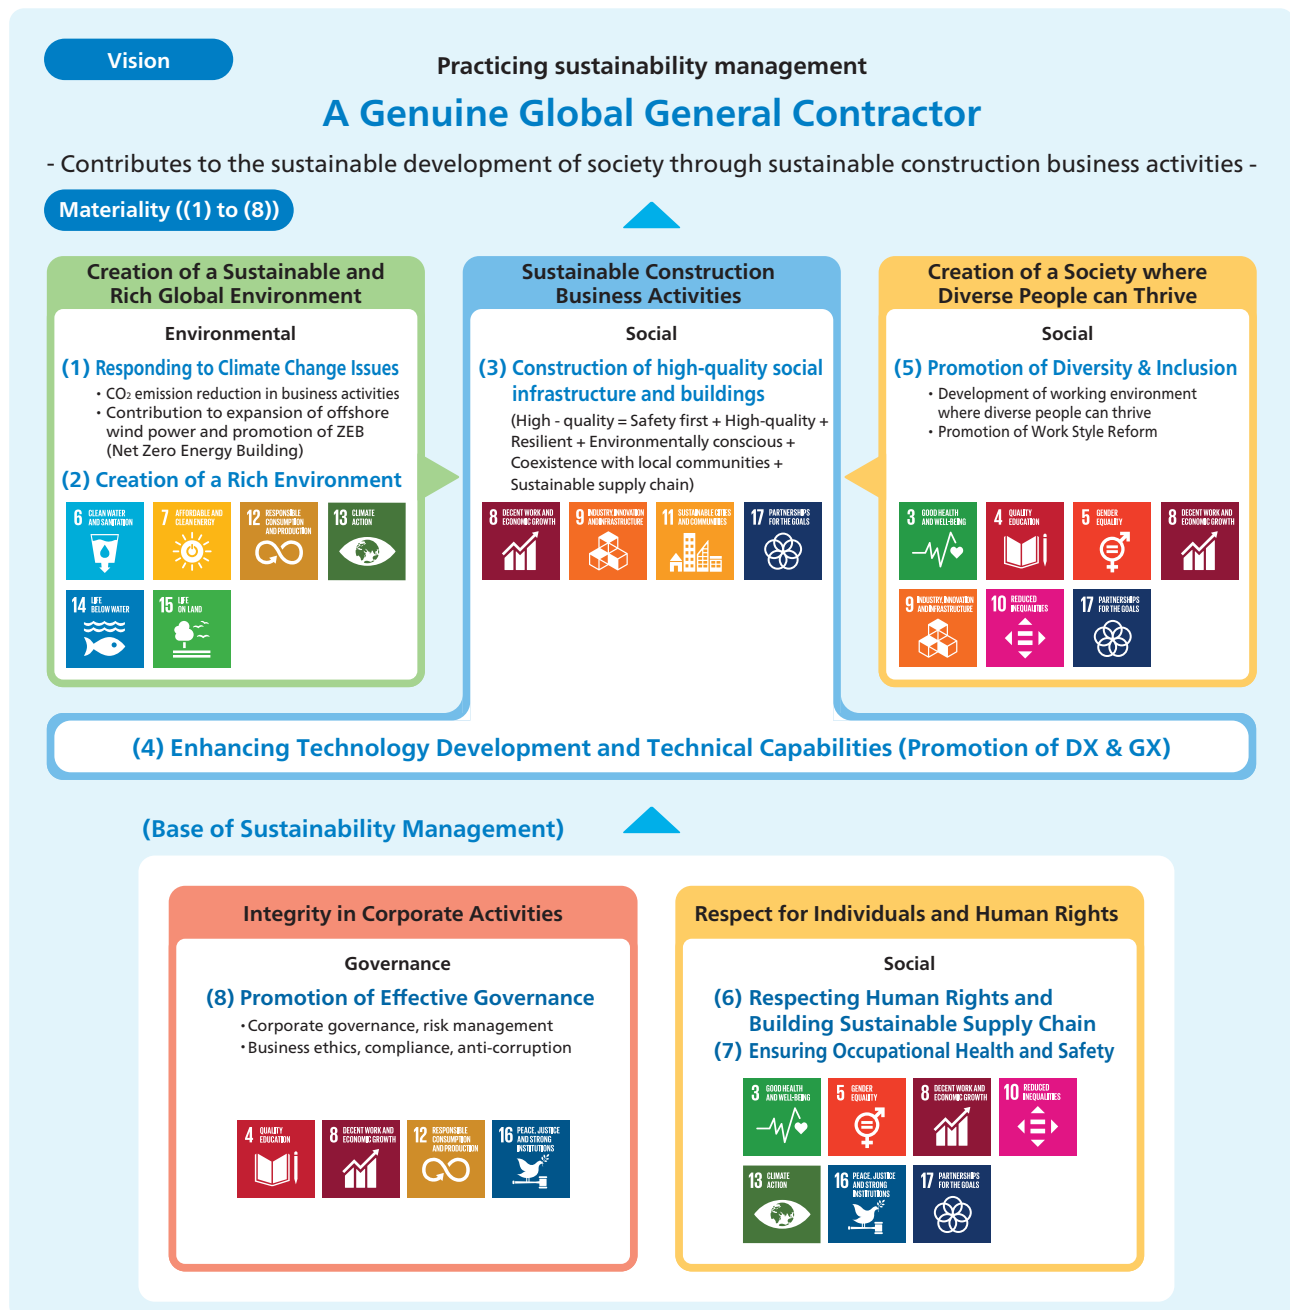 Vision
Practicing sustainability management
A Genuine Global General Contractor
- Contributes to the sustainable development of society through sustainable construction business activities -
Materiality ((1) to (8))
Creation of a Sustainable and
Rich Global Environment
Environmental
(1) Responding to Climate Change Issues
・CO₂ emission reduction in business activities
・Contribution to expansion of offshore
wind power and promotion of ZEB
(Net Zero Energy Building)
(2) Creation of a Rich Environment
6 CLEAN WATER
AND SANITATION
7 AFFORDABLE AND
CLEAN ENERGY
12 RESPONSIBLE
CONSUMPTION
AND PRODUCTION
13 CLIMATE
ACTION
14 LIFE
BELOW WATER
15 LIFE
ON LAND
Sustainable Construction
Business Activities
Social
(3) Construction of high-quality social
infrastructure and buildings
(High - quality = Safety first + High-quality +
Resilient + Environmentally conscious +
Coexistence with local communities +
Sustainable supply chain)
8 DECENT WORK AND
ECONOMIC GROWTH
9 INDUSTRY, INNOVATION
AND INFRASTRUCTURE
11 SUSTAINABLE CITIES
AND COMMUNITIES
17 PARTNERSHIPS
FOR THE GOALS
Creation of a Society where
Diverse People can Thrive
Social
(5) Promotion of Diversity & Inclusion
・Development of working environment
where diverse people can thrive
・Promotion of Work Style Reform
3 GOOD HEALTH
AND WELL-BEING
4 QUALITY
EDUCATION
5 GENDER
EQUALITY
8 DECENT WORK AND
ECONOMIC GROWTH
9 INDUSTRY, INNOVATION
AND INFRASTRUCTURE
10 REDUCED
INEQUALITIES
17 PARTNERSHIPS
FOR THE GOALS
(4) Enhancing Technology Development and Technical Capabilities (Promotion of DX & GX)
(Base of Sustainability Management)
Integrity in Corporate Activities
Governance
(8) Promotion of Effective Governance
・Corporate governance, risk management
・Business ethics, compliance, anti-corruption
4 QUALITY
EDUCATION
8 DECENT WORK AND
ECONOMIC GROWTH
12 RESPONSIBLE
CONSUMPTION
AND PRODUCTION
16 PEACE, JUSTICE
AND STRONG
INSTITUTIONS
Respect for Individuals and Human Rights
Social
(6) Respecting Human Rights and
Building Sustainable Supply Chain
(7) Ensuring Occupational Health and Safety
3 GOOD HEALTH
AND WELL-BEING
5 GENDER
EQUALITY
8 DECENT WORK AND
ECONOMIC GROWTH
10 REDUCED
INEQUALITIES
13 CLIMATE
ACTION
16 PEACE, JUSTICE
AND STRONG
INSTITUTIONS
17 PARTNERSHIPS
FOR THE GOALS